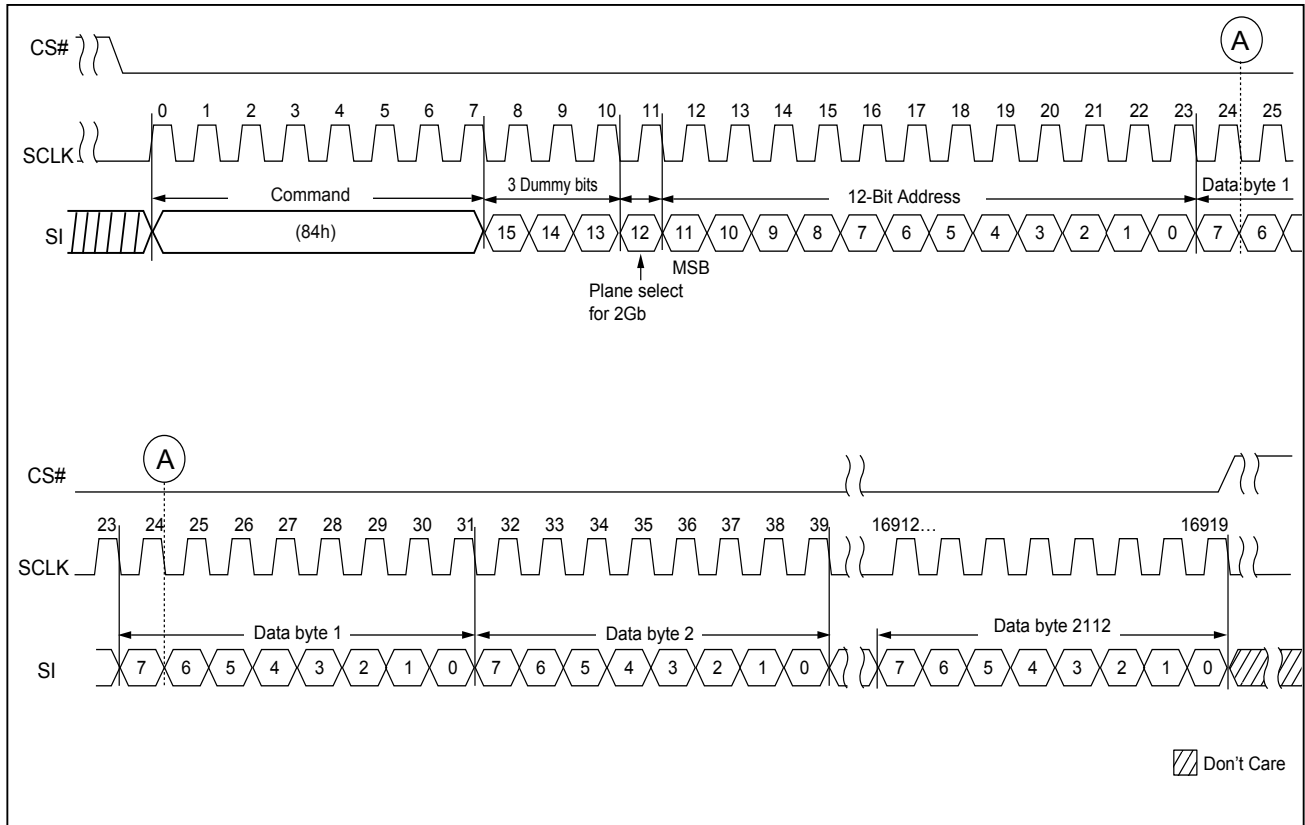 CS#
A
0 1 2 3 4 5 6 7 8 9 10 11 12 13 14 15 16 17 18 19 20 21 22 23 24 25
SCLK
Command 3 Dummy bits 12-Bit Address Data byte 1
SI (84h) 15 14 13 12 11 10 9 8 7 6 5 4 3 2 1 0 7 6
MSB
Plane select
for 2Gb
A
CS#
23 24 25 26 27 28 29 30 31 32 33 34 35 36 37 38 39 16912... 16919
SCLK
Data byte 1 Data byte 2 Data byte 2112
SI 7 6 5 4 3 2 1 0 7 6 5 4 3 2 1 0 7 6 5 4 3 2 1 0
Don't Care